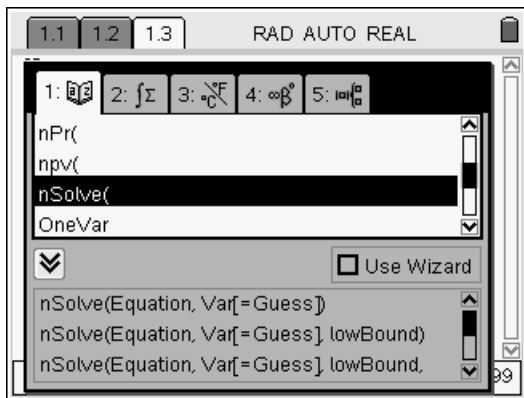 1.1 1.2 1.3 RAD AUTO REAL
1: 2: ∫Σ 3: °C°F 4: ∞β° 5:
nPr(
npv(
nSolve(
OneVar
Use Wizard
nSolve(Equation, Var[=Guess])
nSolve(Equation, Var[=Guess], lowBound)
nSolve(Equation, Var[=Guess], lowBound,
99